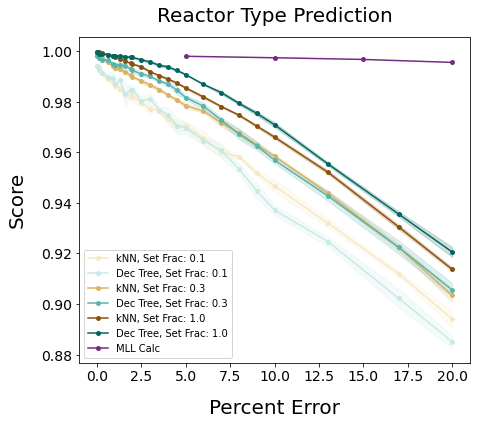 Reactor Type Prediction
Score
1.00
0.98
0.96
0.94
0.92
0.90
0.88
kNN, Set Frac: 0.1
Dec Tree, Set Frac: 0.1
kNN, Set Frac: 0.3
Dec Tree, Set Frac: 0.3
kNN, Set Frac: 1.0
Dec Tree, Set Frac: 1.0
MLL Calc
0.0 2.5 5.0 7.5 10.0 12.5 15.0 17.5 20.0
Percent Error